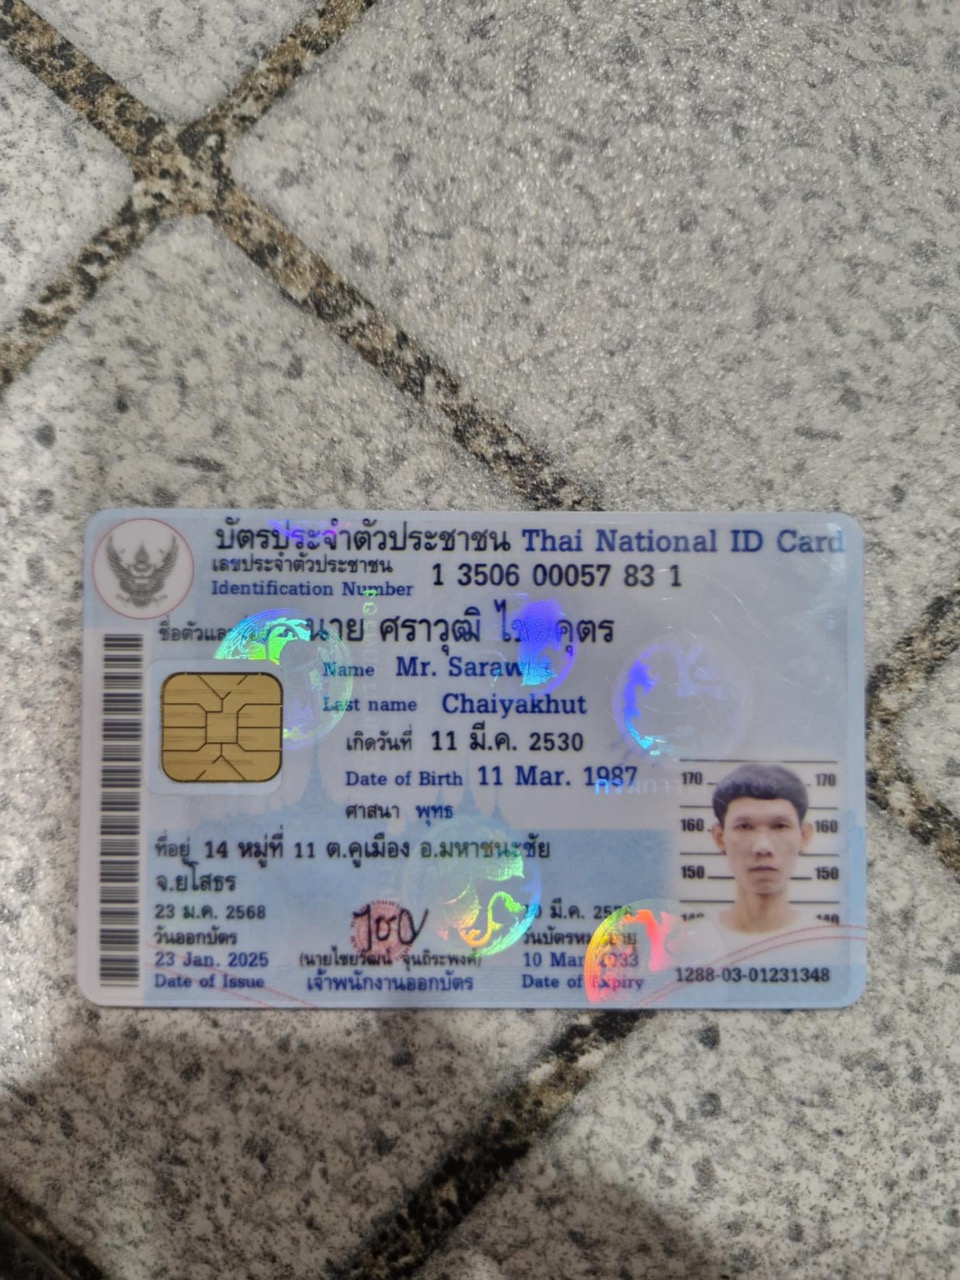 บัตรประจำตัวประชาชน Thai National ID Card
เลขประจำตัวประชาชน
Identification Number 1 3506 00057 83 1
นาย ศราวุฒิ
Name Mr.
Last name Chaiyakhut
เกิดวันที่ 11 มี.ค. 2530
Date of Birth 11 Mar. 1987
ศาสนา พุทธ
ที่อยู่ 14 หมู่ที่ 11 ต.คูเมือง อ.มหาชนะชัย
จ.ยโสธร
23 ม.ค. 2568
วันออกบัตร
23 Jan. 2025
Date of Issue
เจ้าพนักงานออกบัตร
มี.ค.
10 Mar.
Date of Expiry
170 170
160 160
150 150
1288-03-01231348